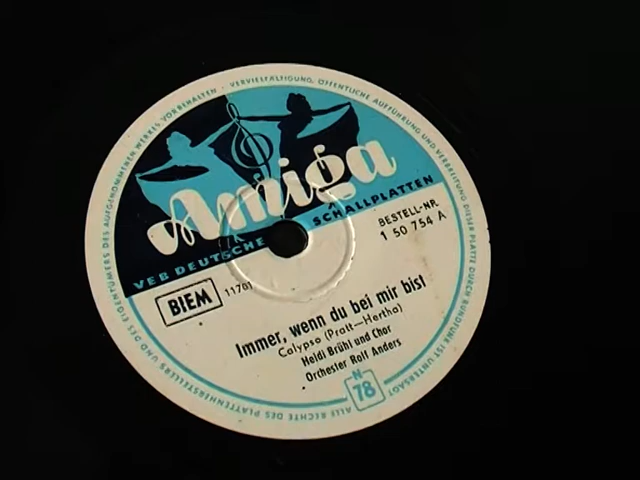 ALLE RECHTE DES PLATTENHERSTELLERS UND DES EIGENTÜMERS DES AUFGENOMMENEN WERKES VORBEHALTEN · VERVIELFÄLTIGUNG, ÖFFENTLICHE AUFFÜHRUNG UND VERBREITUNG DIESER PLATTE DURCH RUNDFUNK IST UNTERSAGT
Amiga
VEB DEUTSCHE SCHALLPLATTEN
BESTELL-NR.
1 50 754 A
BIEM
11701
Immer, wenn du bei mir bist
Calypso (Pratt—Hertha)
Heidi Brühl und Chor
Orchester Rolf Anders
N
78